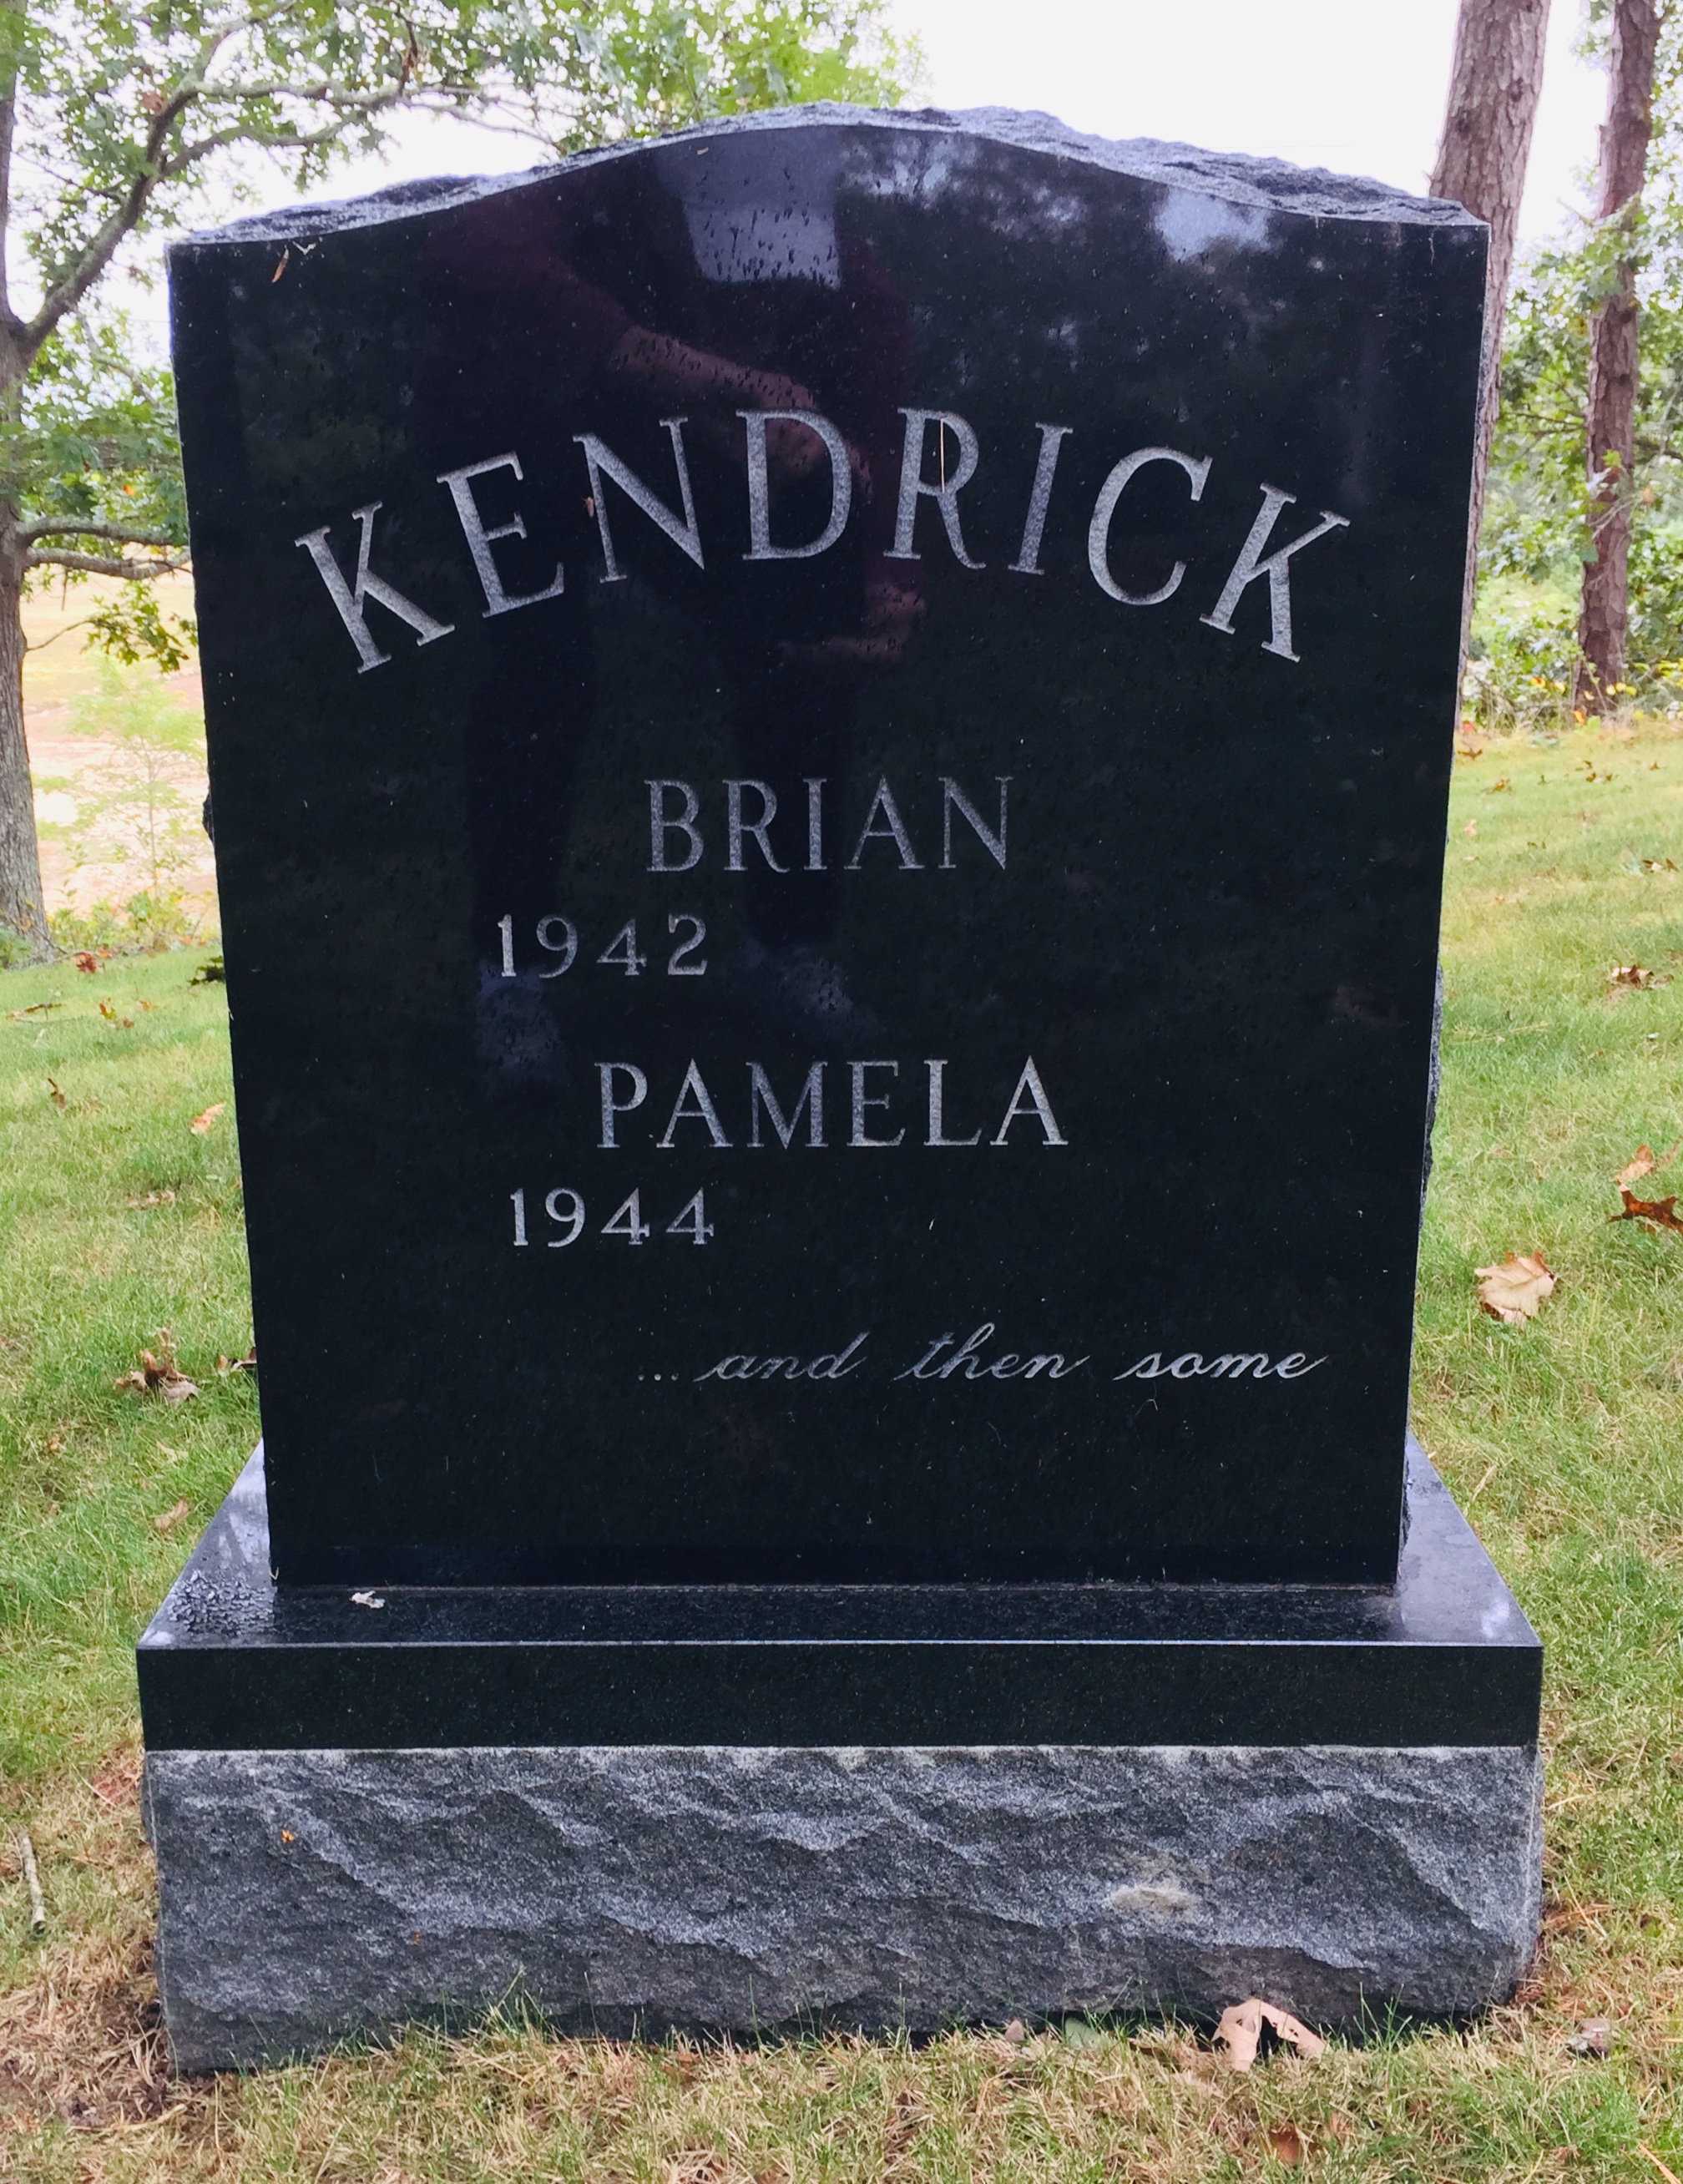 KENDRICK
BRIAN
1942
PAMELA
1944
...and then some